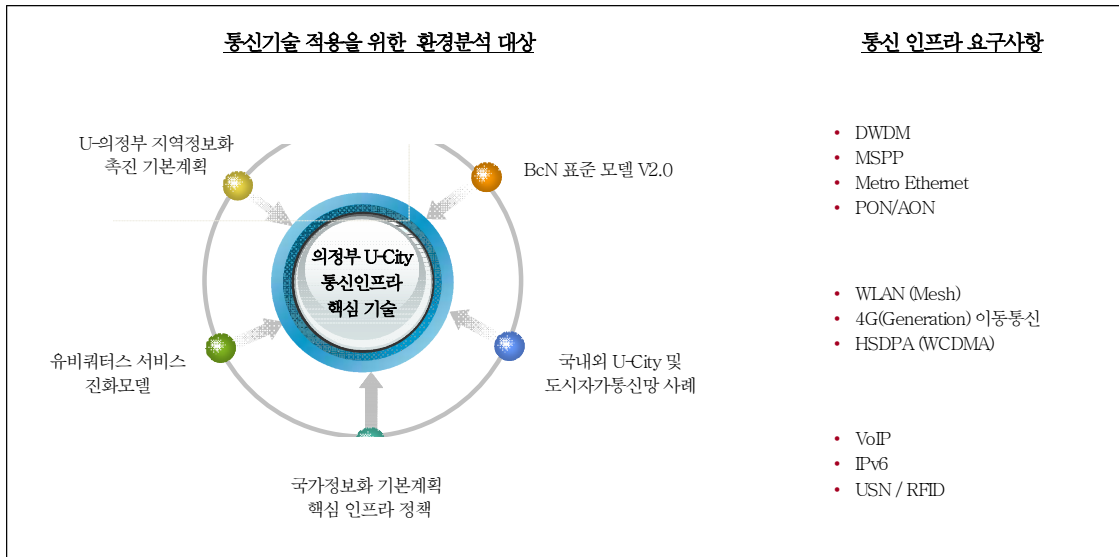 통신기술 적용을 위한 환경분석 대상
U-의정부 지역정보화
촉진 기본계획
BcN 표준 모델 V2.0
의정부 U-City
통신인프라
핵심 기술
유비쿼터스 서비스
진화모델
국내외 U-City 및
도시자가통신망 사례
국가정보화 기본계획
핵심 인프라 정책
통신 인프라 요구사항
• DWDM
• MSPP
• Metro Ethernet
• PON/AON
• WLAN (Mesh)
• 4G(Generation) 이동통신
• HSDPA (WCDMA)
• VoIP
• IPv6
• USN / RFID